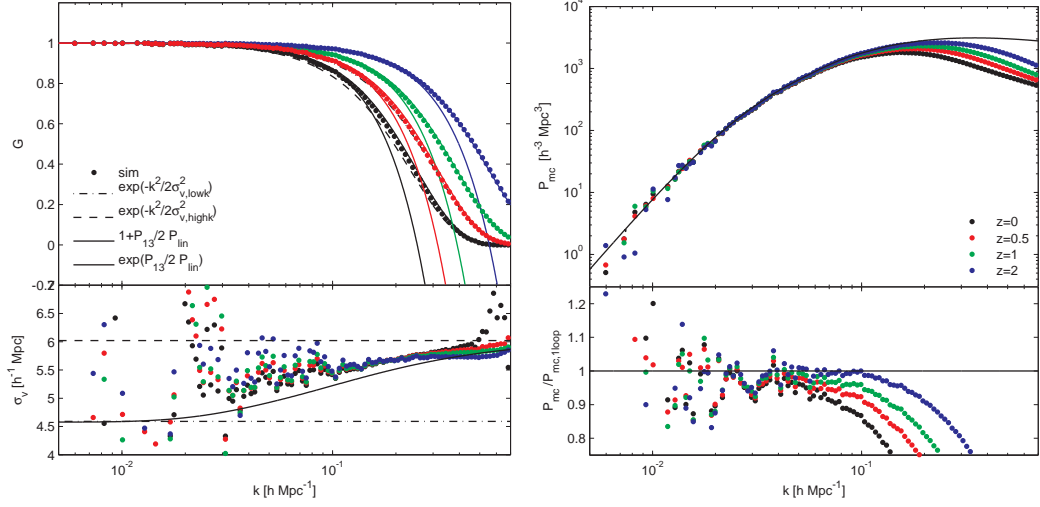 1
0.8
0.6
0.4
0.2
0
-0.2
G
sim
exp(-k²/2σ²v,lowk)
exp(-k²/2σ²v,highk)
1+P13/2 Plin
exp(P13/2 Plin)
7
6.5
6
5.5
5
4.5
4
σv [h⁻¹ Mpc]
10⁻² 10⁻¹
k [h Mpc⁻¹]
10⁴
10³
10²
10¹
10⁰
Pmc [h⁻³ Mpc³]
z=0
z=0.5
z=1
z=2
1.2
1.1
1
0.9
0.8
Pmc/Pmc,1loop
10⁻² 10⁻¹
k [h Mpc⁻¹]